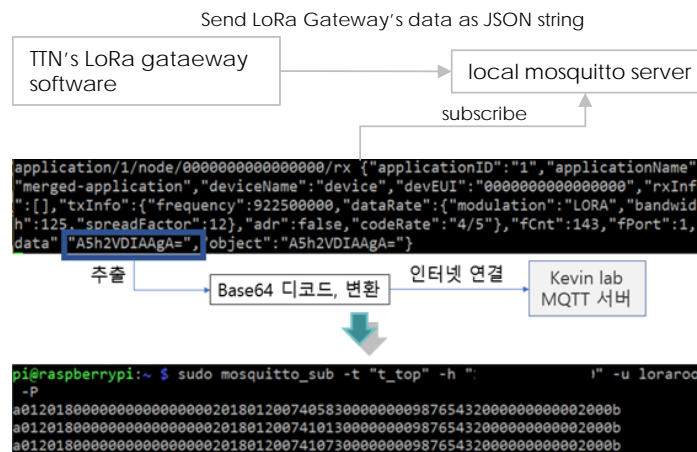 Send LoRa Gateway's data as JSON string
TTN's LoRa gataeway
software
local mosquitto server
subscribe
application/1/node/0000000000000000/rx {"applicationID":"1","applicationName"
"merged-application","deviceName":"device","devEUI":"0000000000000000","rxInf
":[],"txInfo":{"frequency":922500000,"dataRate":{"modulation":"LORA","bandwid
h":125,"spreadFactor":12},"adr":false,"codeRate":"4/5"},"fCnt":143,"fPort":1,
data" "A5h2VDIAAgA=", "object":"A5h2VDIAAgA="}
추출
Base64 디코드, 변환
인터넷 연결
Kevin lab
MQTT 서버
pi@raspberrypi:~ $ sudo mosquitto_sub -t "t_top" -h ": )" -u loraroc
-P
a01201800000000000000020180120074058300000000987654320000000000002000b
a01201800000000000000020180120074101300000000987654320000000000002000b
a01201800000000000000020180120074107300000000987654320000000000002000b